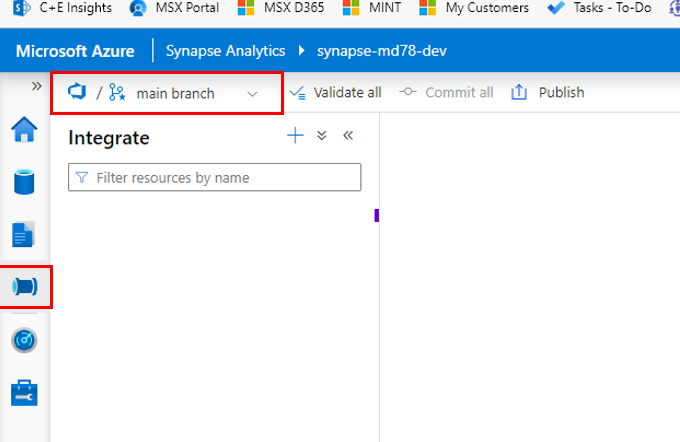 C+E Insights MSX Portal MSX D365 MINT My Customers Tasks - To-Do
Microsoft Azure Synapse Analytics synapse-md78-dev
» / main branch Validate all Commit all Publish
Integrate
Filter resources by name